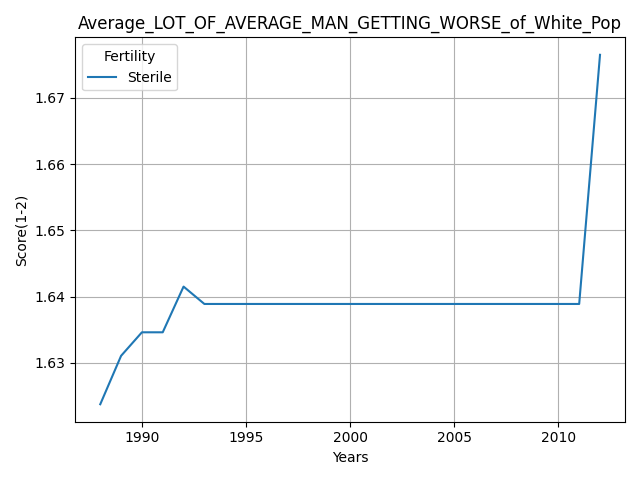 Average_LOT_OF_AVERAGE_MAN_GETTING_WORSE_of_White_Pop
Fertility
Sterile
1.67
1.66
1.65
1.64
1.63
Score(1-2)
1990
1995
2000
2005
2010
Years